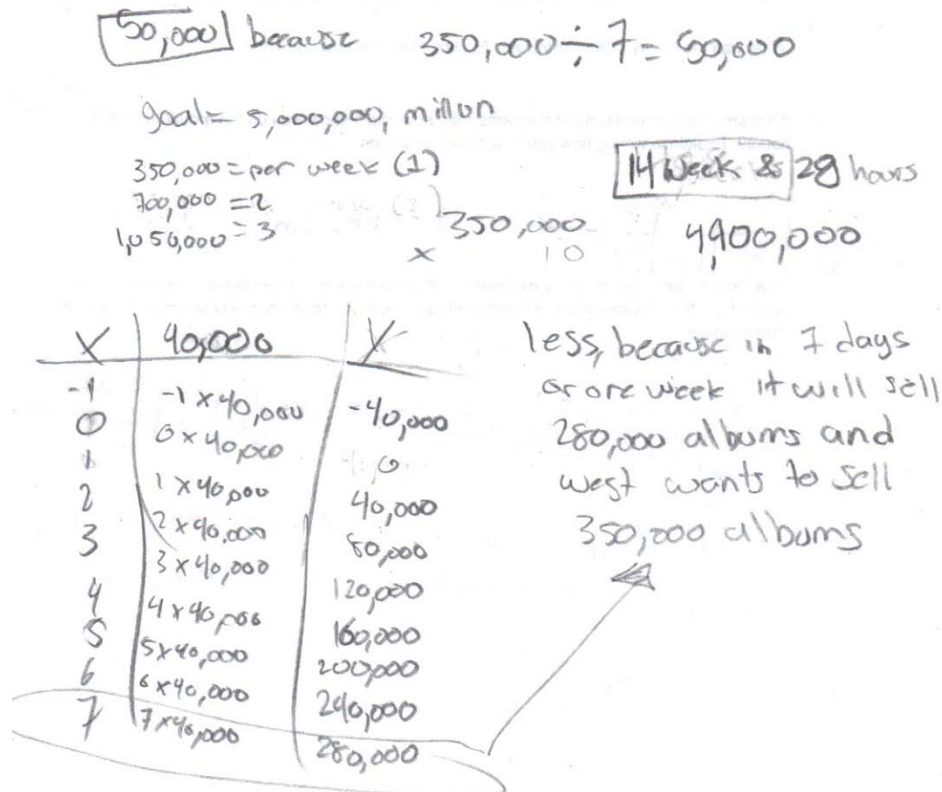 50,000 because 350,000 ÷ 7 = 50,000
goal = 5,000,000, millon
350,000 = per week (1)
700,000 = 2
1,050,000 = 3
350,000
x 10
14 week & 28 hours
4,900,000
X 40,000 Y
-1 -1 x 40,000 -40,000
0 0 x 40,000 0
1 1 x 40,000 40,000
2 2 x 40,000 80,000
3 3 x 40,000 120,000
4 4 x 40,000 160,000
5 5 x 40,000 200,000
6 6 x 40,000 240,000
7 7 x 40,000 280,000
less, because in 7 days
or one week it will sell
280,000 albums and
west wants to sell
350,000 albums